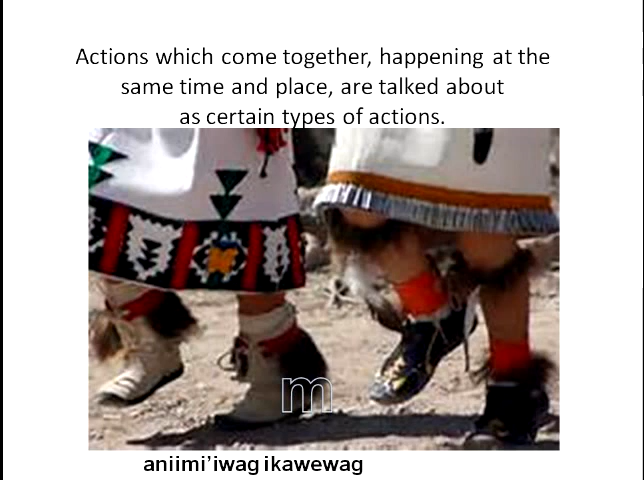 Actions which come together, happening at the
same time and place, are talked about
as certain types of actions.
m
aniimi’iwag ikawewag